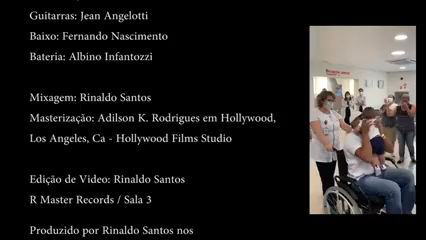 Guitarras: Jean Angelotti
Baixo: Fernando Nascimento
Bateria: Albino Infantozzi
Mixagem: Rinaldo Santos
Masterização: Adilson K. Rodrigues em Hollywood,
Los Angeles, Ca - Hollywood Films Studio
Edição de Video: Rinaldo Santos
R Master Records / Sala 3
Produzido por Rinaldo Santos nos